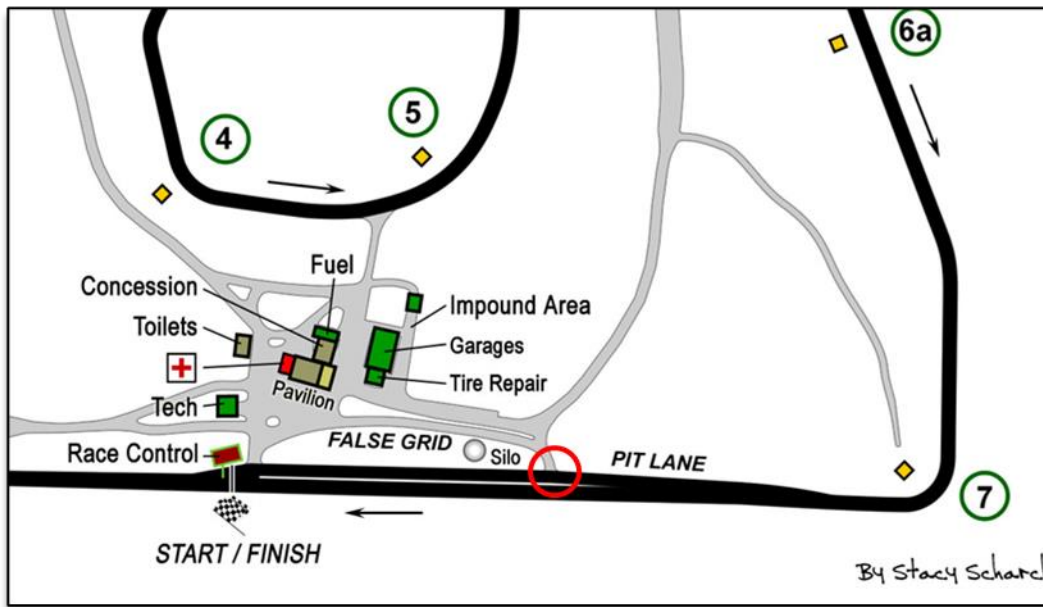 6a
5
4
Fuel
Concession
Impound Area
Toilets
Garages
Tire Repair
Pavilion
Tech
FALSE GRID
Race Control
Silo
PIT LANE
7
START / FINISH
By Stacy Scharch